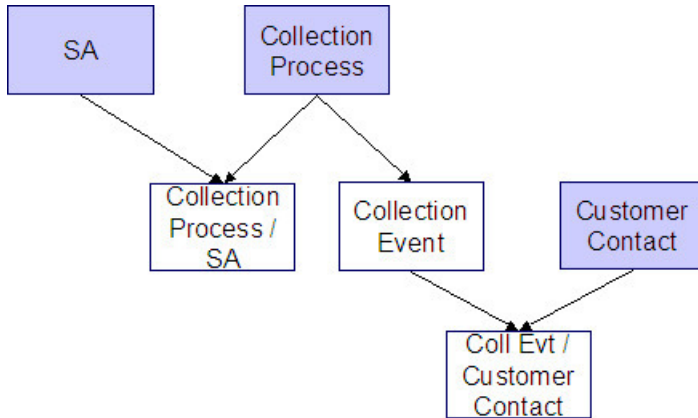 SA
Collection
Process
Collection
Process /
SA
Collection
Event
Customer
Contact
Coll Evt /
Customer
Contact